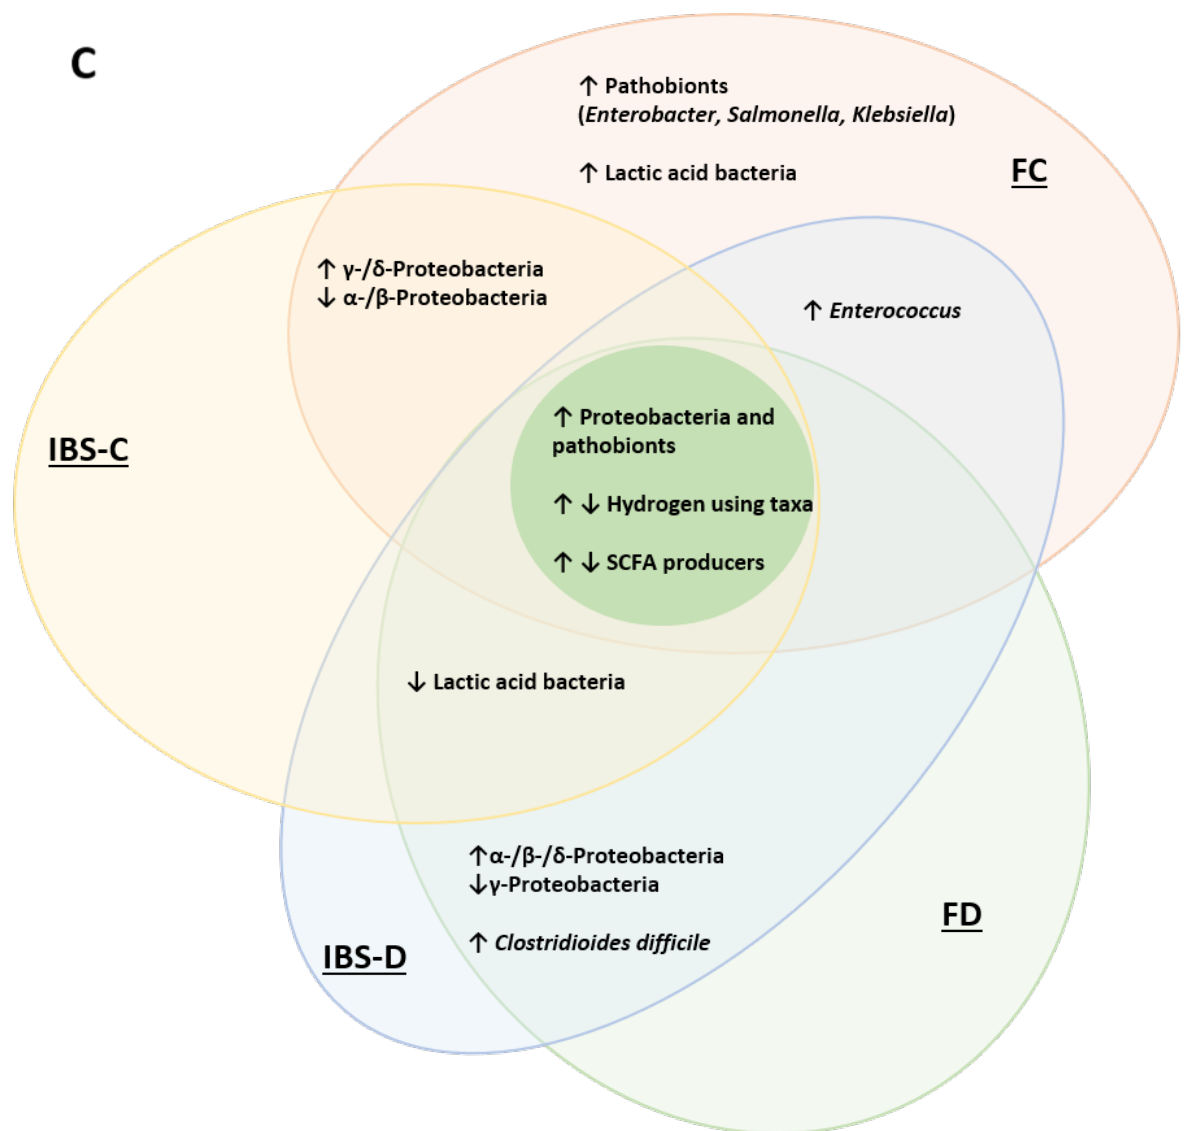 C
↑ Pathobionts
(Enterobacter, Salmonella, Klebsiella)
↑ Lactic acid bacteria
FC
↑ γ-/δ-Proteobacteria
↓ α-/β-Proteobacteria
↑ Enterococcus
IBS-C
↑ Proteobacteria and
pathobionts
↑ ↓ Hydrogen using taxa
↑ ↓ SCFA producers
↓ Lactic acid bacteria
↑α-/β-/δ-Proteobacteria
↓γ-Proteobacteria
↑ Clostridioides difficile
IBS-D
FD